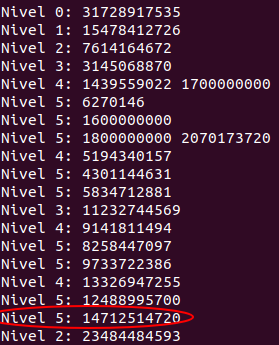 Nivel 0: 31728917535
Nivel 1: 15478412726
Nivel 2: 7614164672
Nivel 3: 3145068870
Nivel 4: 1439559022 1700000000
Nivel 5: 6270146
Nivel 5: 1600000000
Nivel 5: 1800000000 2070173720
Nivel 4: 5194340157
Nivel 5: 4301144631
Nivel 5: 5834712881
Nivel 3: 11232744569
Nivel 4: 9141811494
Nivel 5: 8258447097
Nivel 5: 9733722386
Nivel 4: 13326947255
Nivel 5: 12488995700
Nivel 5: 14712514720
Nivel 2: 23484484593